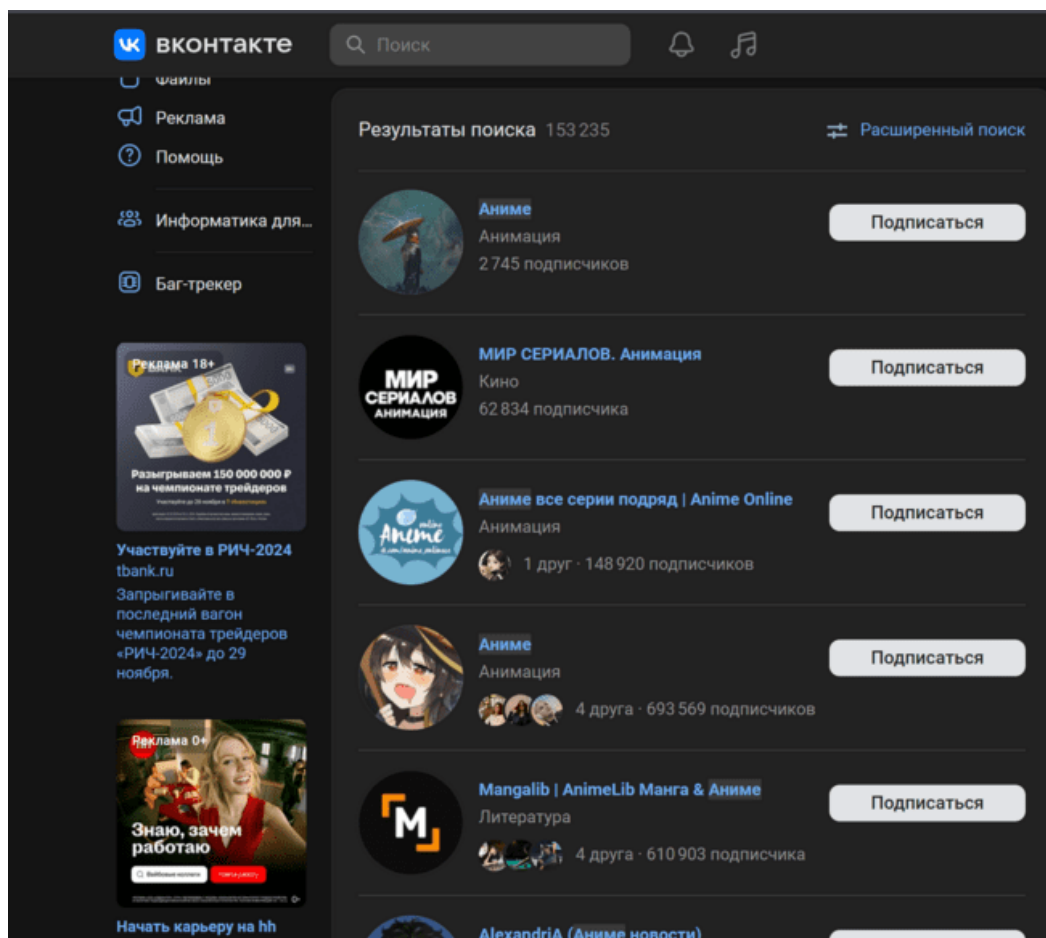 вконтакте
Поиск
Файлы
Реклама
Помощь
Информатика для...
Баг-трекер
Реклама 18+
Разыгрываем 150 000 000 ₽
на чемпионате трейдеров
Участвуйте в РИЧ-2024
tbank.ru
Запрыгивайте в
последний вагон
чемпионата трейдеров
«РИЧ-2024» до 29
ноября.
Реклама 0+
Знаю, зачем
работаю
Начать карьеру на hh
Результаты поиска 153 235
Расширенный поиск
Аниме
Анимация
2 745 подписчиков
Подписаться
МИР
СЕРИАЛОВ
АНИМАЦИЯ
МИР СЕРИАЛОВ. Анимация
Кино
62 834 подписчика
Подписаться
online
Anime
Аниме все серии подряд | Anime Online
Анимация
1 друг · 148 920 подписчиков
Подписаться
Аниме
Анимация
4 друга · 693 569 подписчиков
Подписаться
M
Mangalib | AnimeLib Манга & Аниме
Литература
4 друга · 610 903 подписчика
Подписаться
AlexandriA (Аниме новости)